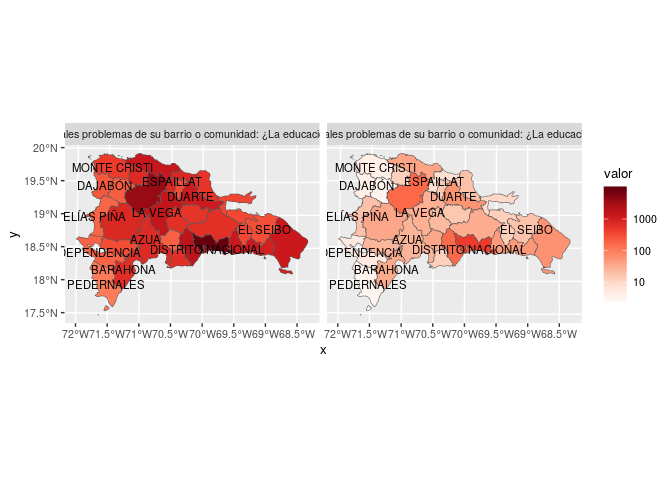 ales problemas de su barrio o comunidad: ¿La educaci
ales problemas de su barrio o comunidad: ¿La educac
20°N
19.5°N
19°N
18.5°N
18°N
17.5°N
y
MONTE CRISTI
DAJABÓN
ESPAILLAT
DUARTE
ELÍAS PIÑA
LA VEGA
EL SEIBO
AZUA
DISTRITO NACIONAL
DEPENDENCIA
BARAHONA
PEDERNALES
MONTE CRISTI
DAJABÓN
ESPAILLAT
DUARTE
ELÍAS PIÑA
LA VEGA
EL SEIBO
AZUA
DISTRITO NACIONAL
DEPENDENCIA
BARAHONA
PEDERNALES
72°W71.5°W71°W70.5°W70°W69.5°W69°W68.5°W
72°W71.5°W71°W70.5°W70°W69.5°W69°W68.5°W
x
valor
1000
100
10